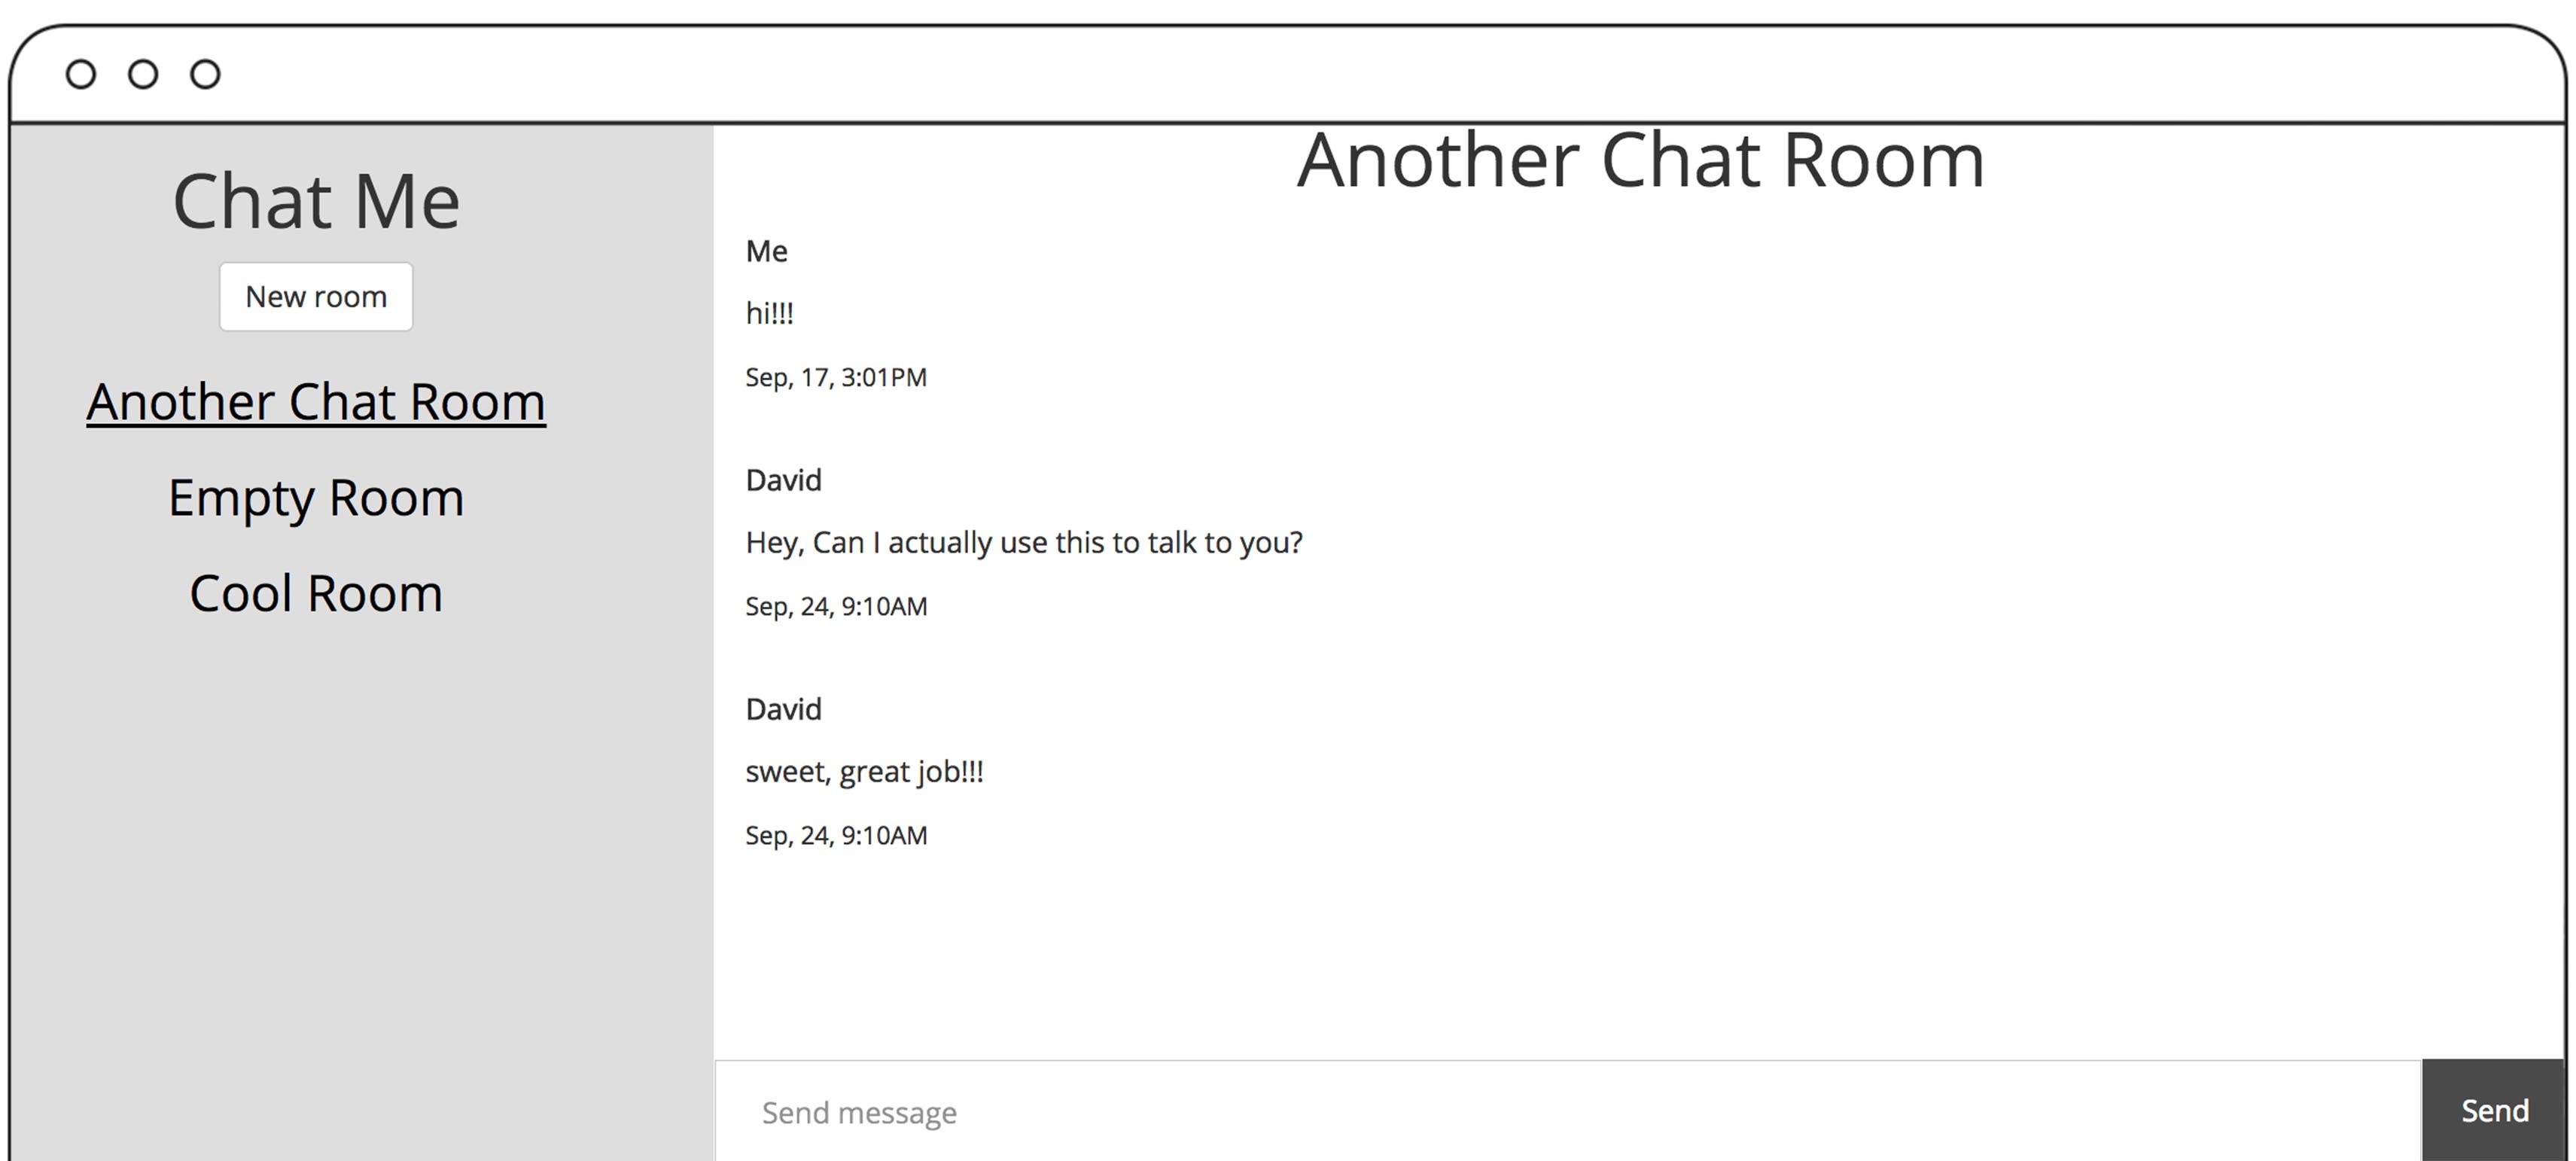 Chat Me
New room
Another Chat Room
Empty Room
Cool Room
Another Chat Room
Me
hi!!!
Sep, 17, 3:01PM
David
Hey, Can I actually use this to talk to you?
Sep, 24, 9:10AM
David
sweet, great job!!!
Sep, 24, 9:10AM
Send message
Send